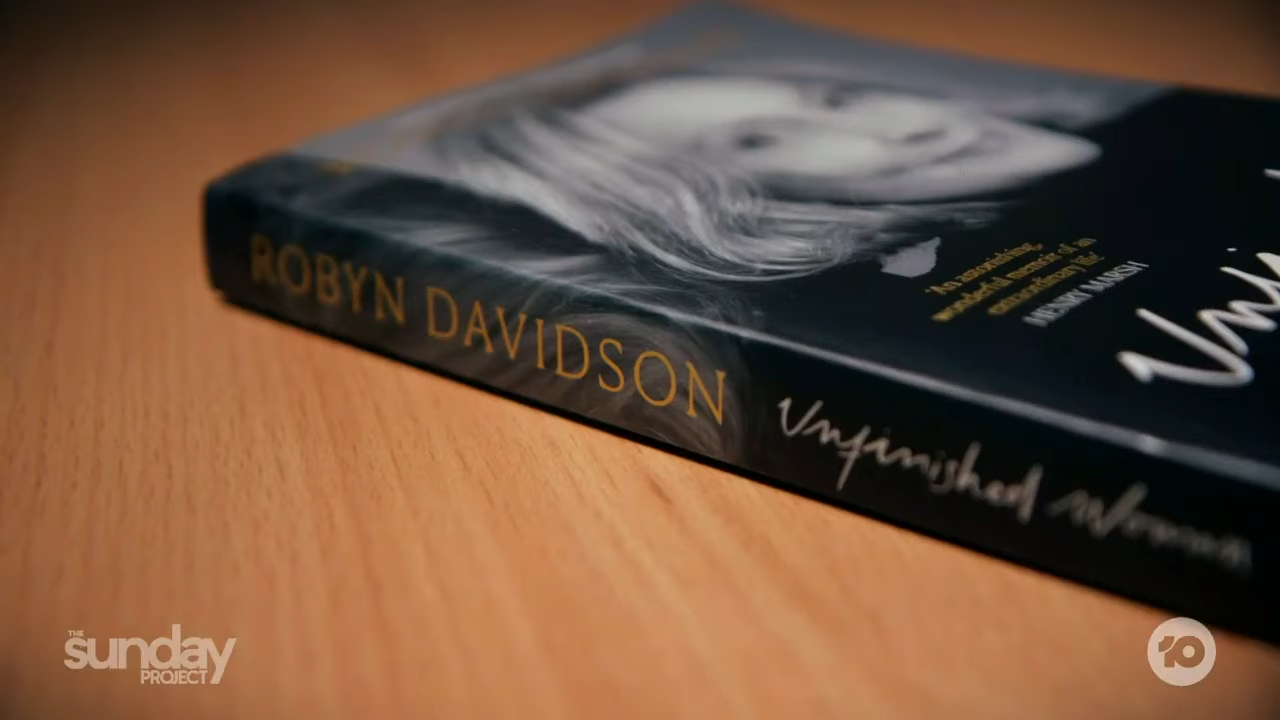 'An astonishing,
wonderful memoir of an
extraordinary life'
HENRY MARSH
ROBYN DAVIDSON Unfinished Woman
THE
sunday
PROJECT
10